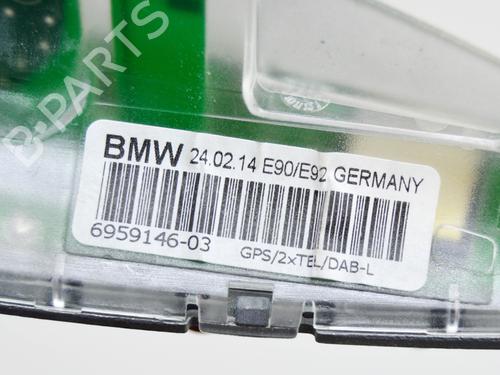 B-PARTS
BMW 24.02.14 E90/E92 GERMANY
6959146-03
GPS/2xTEL/DAB-L